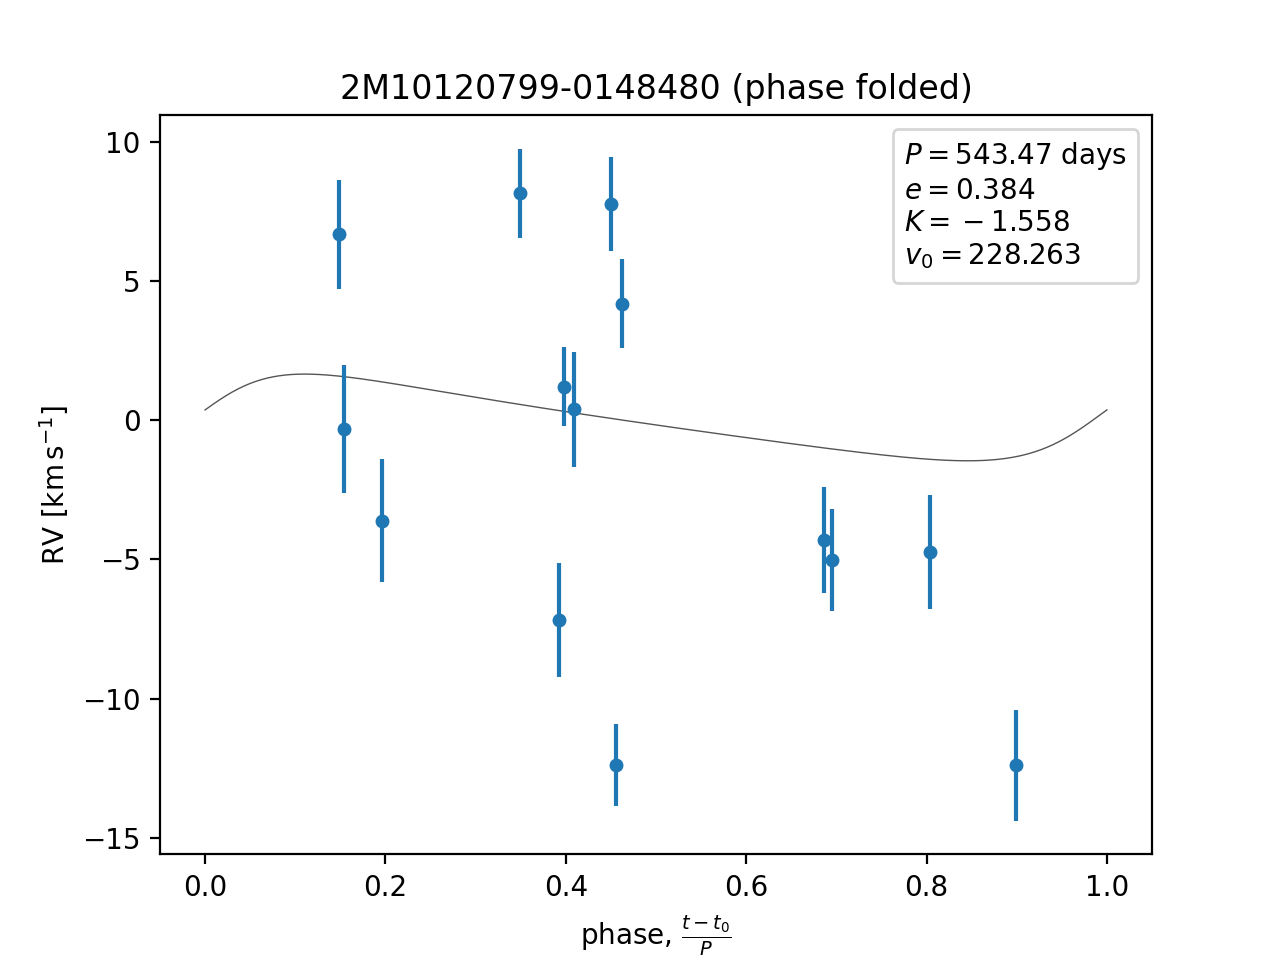 2M10120799-0148480 (phase folded)
P = 543.47 days
e = 0.384
K = −1.558
v₀ = 228.263
10
5
0
−5
−10
−15
RV [km s⁻¹]
0.0 0.2 0.4 0.6 0.8 1.0
phase, (t − t₀)/P